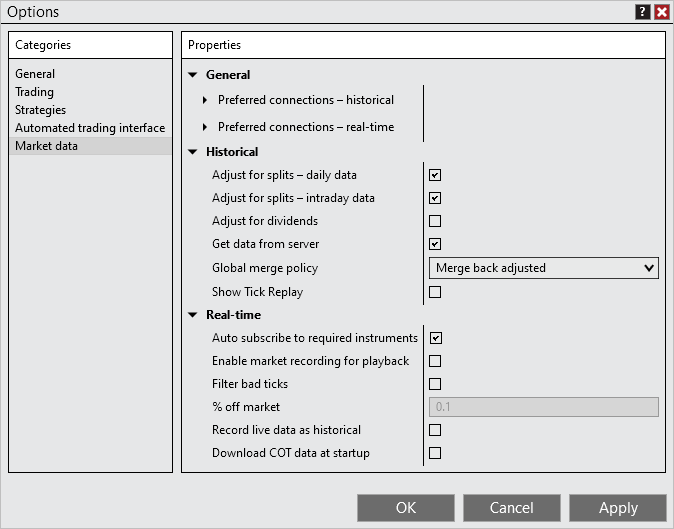 Options
?
Categories
General
Trading
Strategies
Automated trading interface
Market data
Properties
General
Preferred connections – historical
Preferred connections – real-time
Historical
Adjust for splits – daily data
Adjust for splits – intraday data
Adjust for dividends
Get data from server
Global merge policy Merge back adjusted
Show Tick Replay
Real-time
Auto subscribe to required instruments
Enable market recording for playback
Filter bad ticks
% off market 0.1
Record live data as historical
Download COT data at startup
OK Cancel Apply